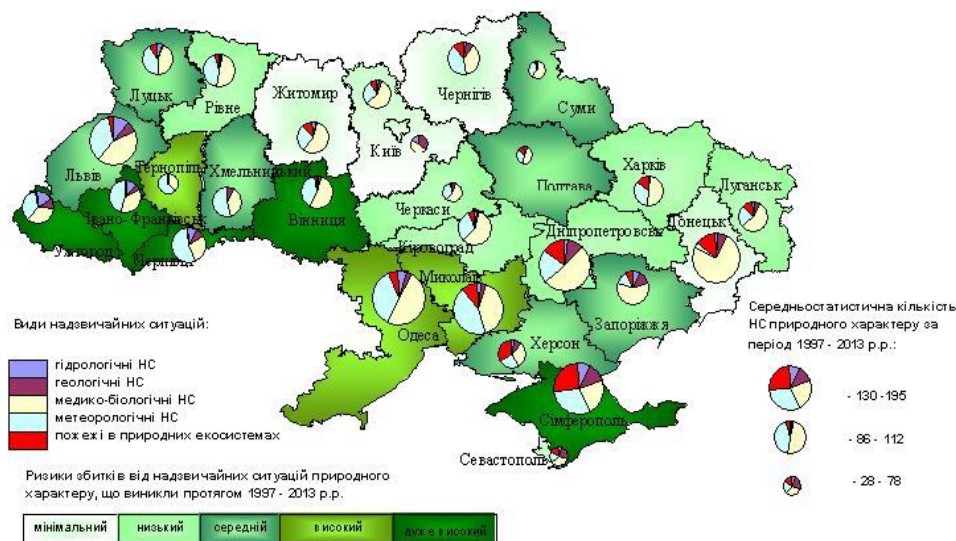 Луцьк
Рівне
Житомир
Чернігів
Суми
Київ
Львів
Тернопіль
Хмельницький
Вінниця
Полтава
Харків
Луганськ
Івано-Франківськ
Ужгород
Чернівці
Черкаси
Кіровоград
Дніпропетровськ
Донецьк
Миколаїв
Одеса
Запоріжжя
Херсон
Сімферополь
Севастополь
Види надзвичайних ситуацій:
гідрологічні НС
геологічні НС
медико-біологічні НС
метеорологічні НС
пожежі в природних екосистемах
Ризики збитків від надзвичайних ситуацій природного
характеру, що виникли протягом 1997 - 2013 р.р.
мінімальний низький середній високий дуже високий
Середньостатистична кількість
НС природного характеру за
період 1997 - 2013 р.р.:
- 130 -195
- 86 - 112
- 28 - 78